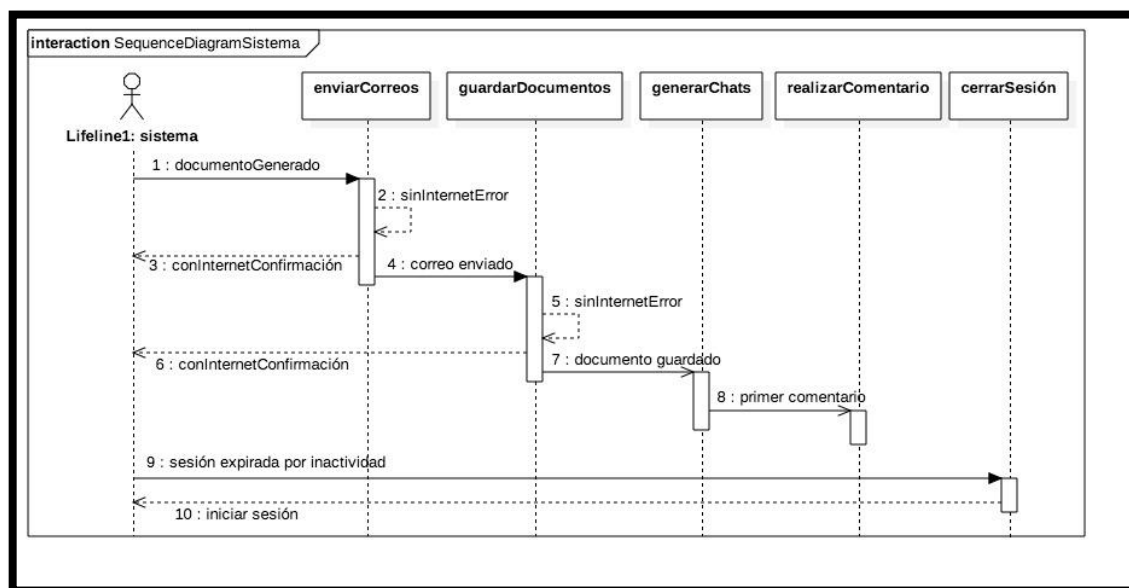 interaction SequenceDiagramSistema
enviarCorreos
guardarDocumentos
generarChats
realizarComentario
cerrarSesión
Lifeline1: sistema
1 : documentoGenerado
2 : sinInternetError
3 : conInternetConfirmación
4 : correo enviado
5 : sinInternetError
6 : conInternetConfirmación
7 : documento guardado
8 : primer comentario
9 : sesión expirada por inactividad
10 : iniciar sesión